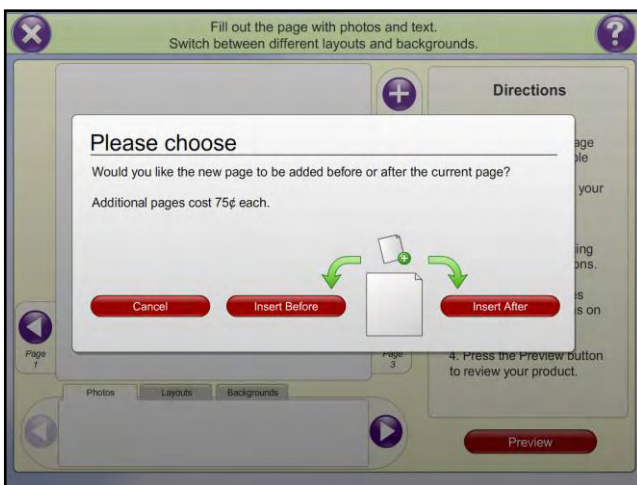 Fill out the page with photos and text.
Switch between different layouts and backgrounds.
?
Directions
Please choose
Would you like the new page to be added before or after the current page?
Additional pages cost 75¢ each.
your
Cancel
Insert Before
Insert After
s on
4. Press the Preview button
to review your product.
Page
1
Page
3
Photos
Layouts
Backgrounds
Preview